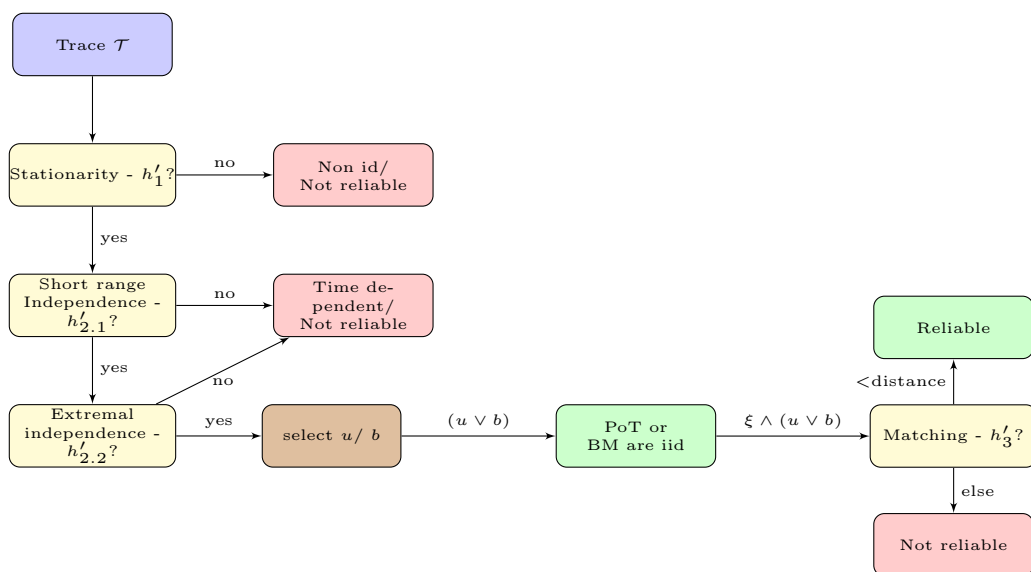 Trace 𝒯
Stationarity - h′₁?
no
Non id/
Not reliable
yes
Short range
Independence -
h′₂.₁?
no
Time de-
pendent/
Not reliable
yes
no
Extremal
independence -
h′₂.₂?
yes
select u/ b
(u ∨ b)
PoT or
BM are iid
ξ ∧ (u ∨ b)
Matching - h′₃?
<distance
Reliable
else
Not reliable